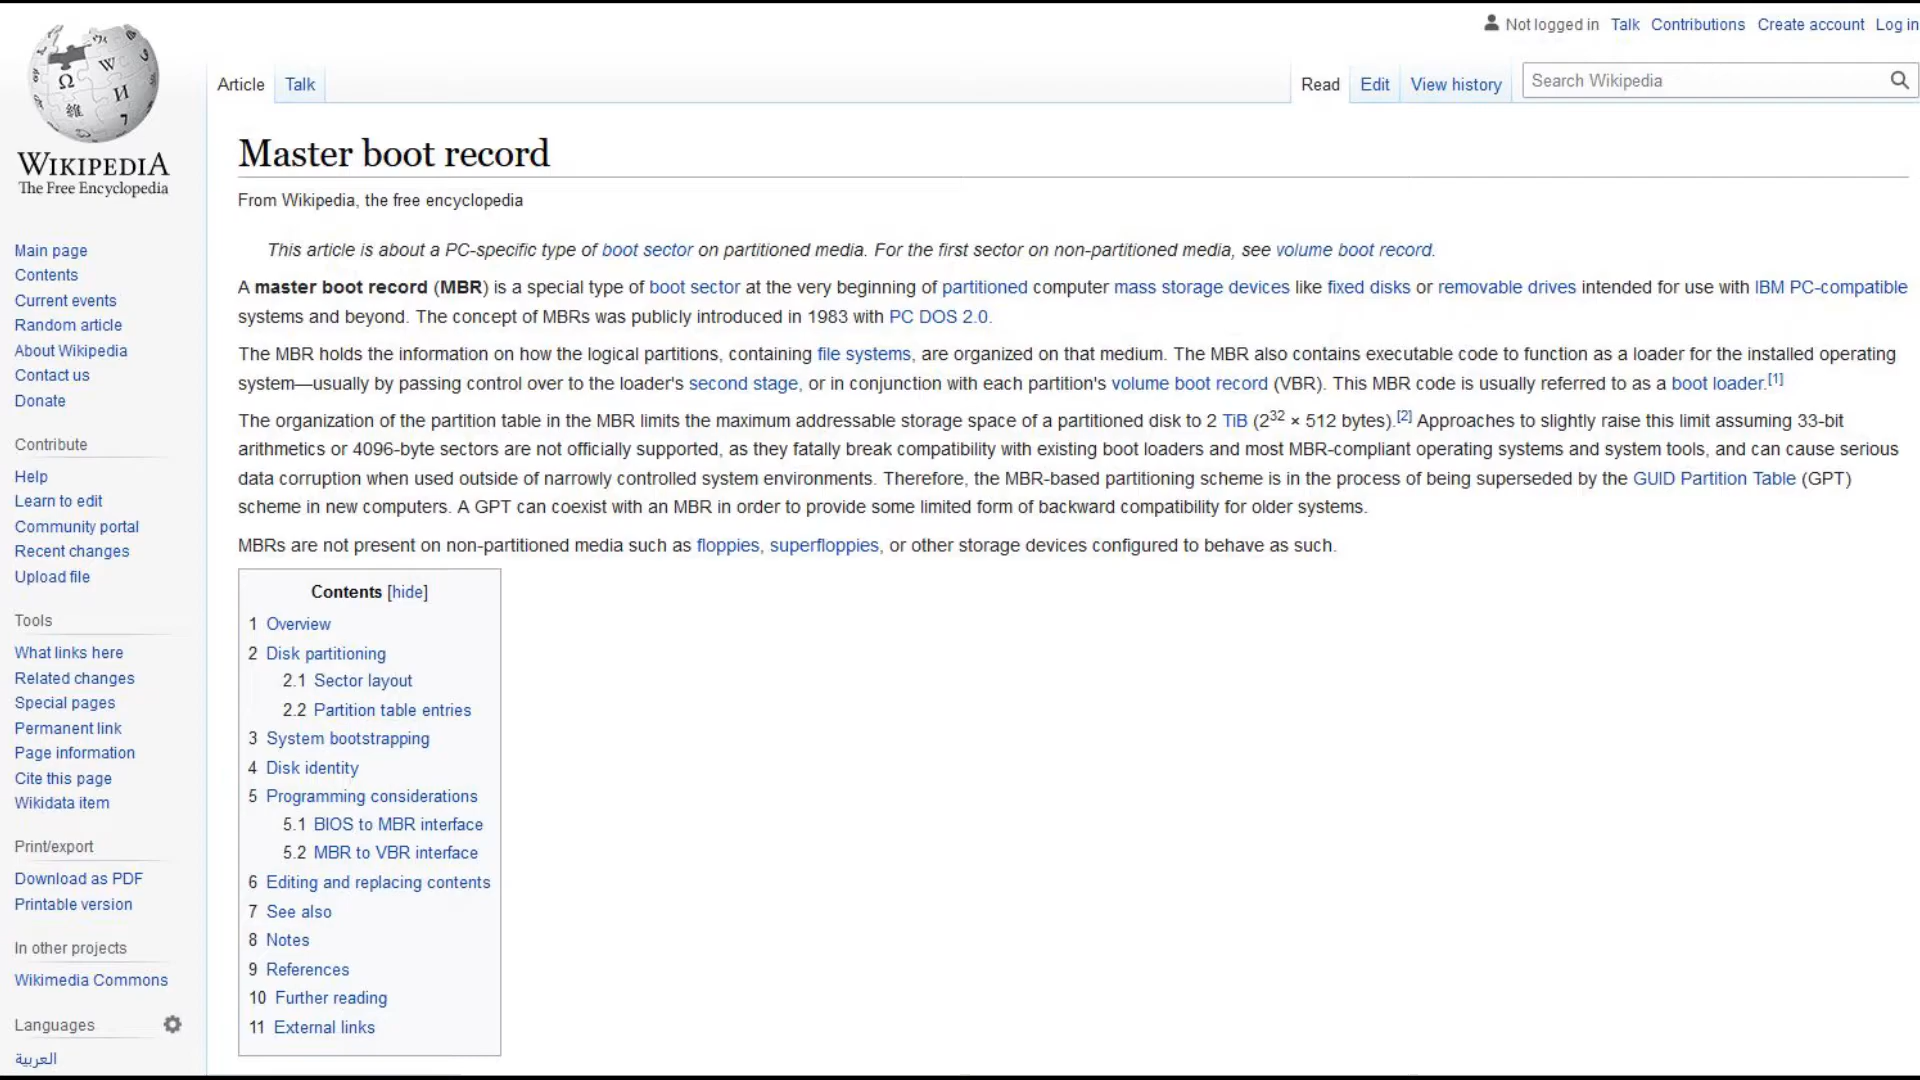 Not logged in Talk Contributions Create account Log in
Article Talk Read Edit View history Search Wikipedia
WIKIPEDIA
The Free Encyclopedia
Main page
Contents
Current events
Random article
About Wikipedia
Contact us
Donate
Contribute
Help
Learn to edit
Community portal
Recent changes
Upload file
Tools
What links here
Related changes
Special pages
Permanent link
Page information
Cite this page
Wikidata item
Print/export
Download as PDF
Printable version
In other projects
Wikimedia Commons
Languages
العربية
Master boot record
From Wikipedia, the free encyclopedia
This article is about a PC-specific type of boot sector on partitioned media. For the first sector on non-partitioned media, see volume boot record.
A master boot record (MBR) is a special type of boot sector at the very beginning of partitioned computer mass storage devices like fixed disks or removable drives intended for use with IBM PC-compatible
systems and beyond. The concept of MBRs was publicly introduced in 1983 with PC DOS 2.0.
The MBR holds the information on how the logical partitions, containing file systems, are organized on that medium. The MBR also contains executable code to function as a loader for the installed operating
system—usually by passing control over to the loader's second stage, or in conjunction with each partition's volume boot record (VBR). This MBR code is usually referred to as a boot loader.[1]
The organization of the partition table in the MBR limits the maximum addressable storage space of a partitioned disk to 2 TiB (2³² × 512 bytes).[2] Approaches to slightly raise this limit assuming 33-bit
arithmetics or 4096-byte sectors are not officially supported, as they fatally break compatibility with existing boot loaders and most MBR-compliant operating systems and system tools, and can cause serious
data corruption when used outside of narrowly controlled system environments. Therefore, the MBR-based partitioning scheme is in the process of being superseded by the GUID Partition Table (GPT)
scheme in new computers. A GPT can coexist with an MBR in order to provide some limited form of backward compatibility for older systems.
MBRs are not present on non-partitioned media such as floppies, superfloppies, or other storage devices configured to behave as such.
Contents [hide]
1 Overview
2 Disk partitioning
2.1 Sector layout
2.2 Partition table entries
3 System bootstrapping
4 Disk identity
5 Programming considerations
5.1 BIOS to MBR interface
5.2 MBR to VBR interface
6 Editing and replacing contents
7 See also
8 Notes
9 References
10 Further reading
11 External links